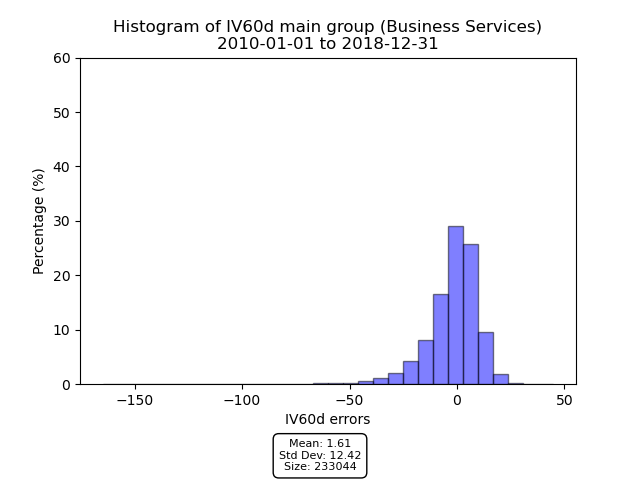 Histogram of IV60d main group (Business Services)
2010-01-01 to 2018-12-31
60
50
40
30
20
10
0
Percentage (%)
−150
−100
−50
0
50
IV60d errors
Mean: 1.61
Std Dev: 12.42
Size: 233044